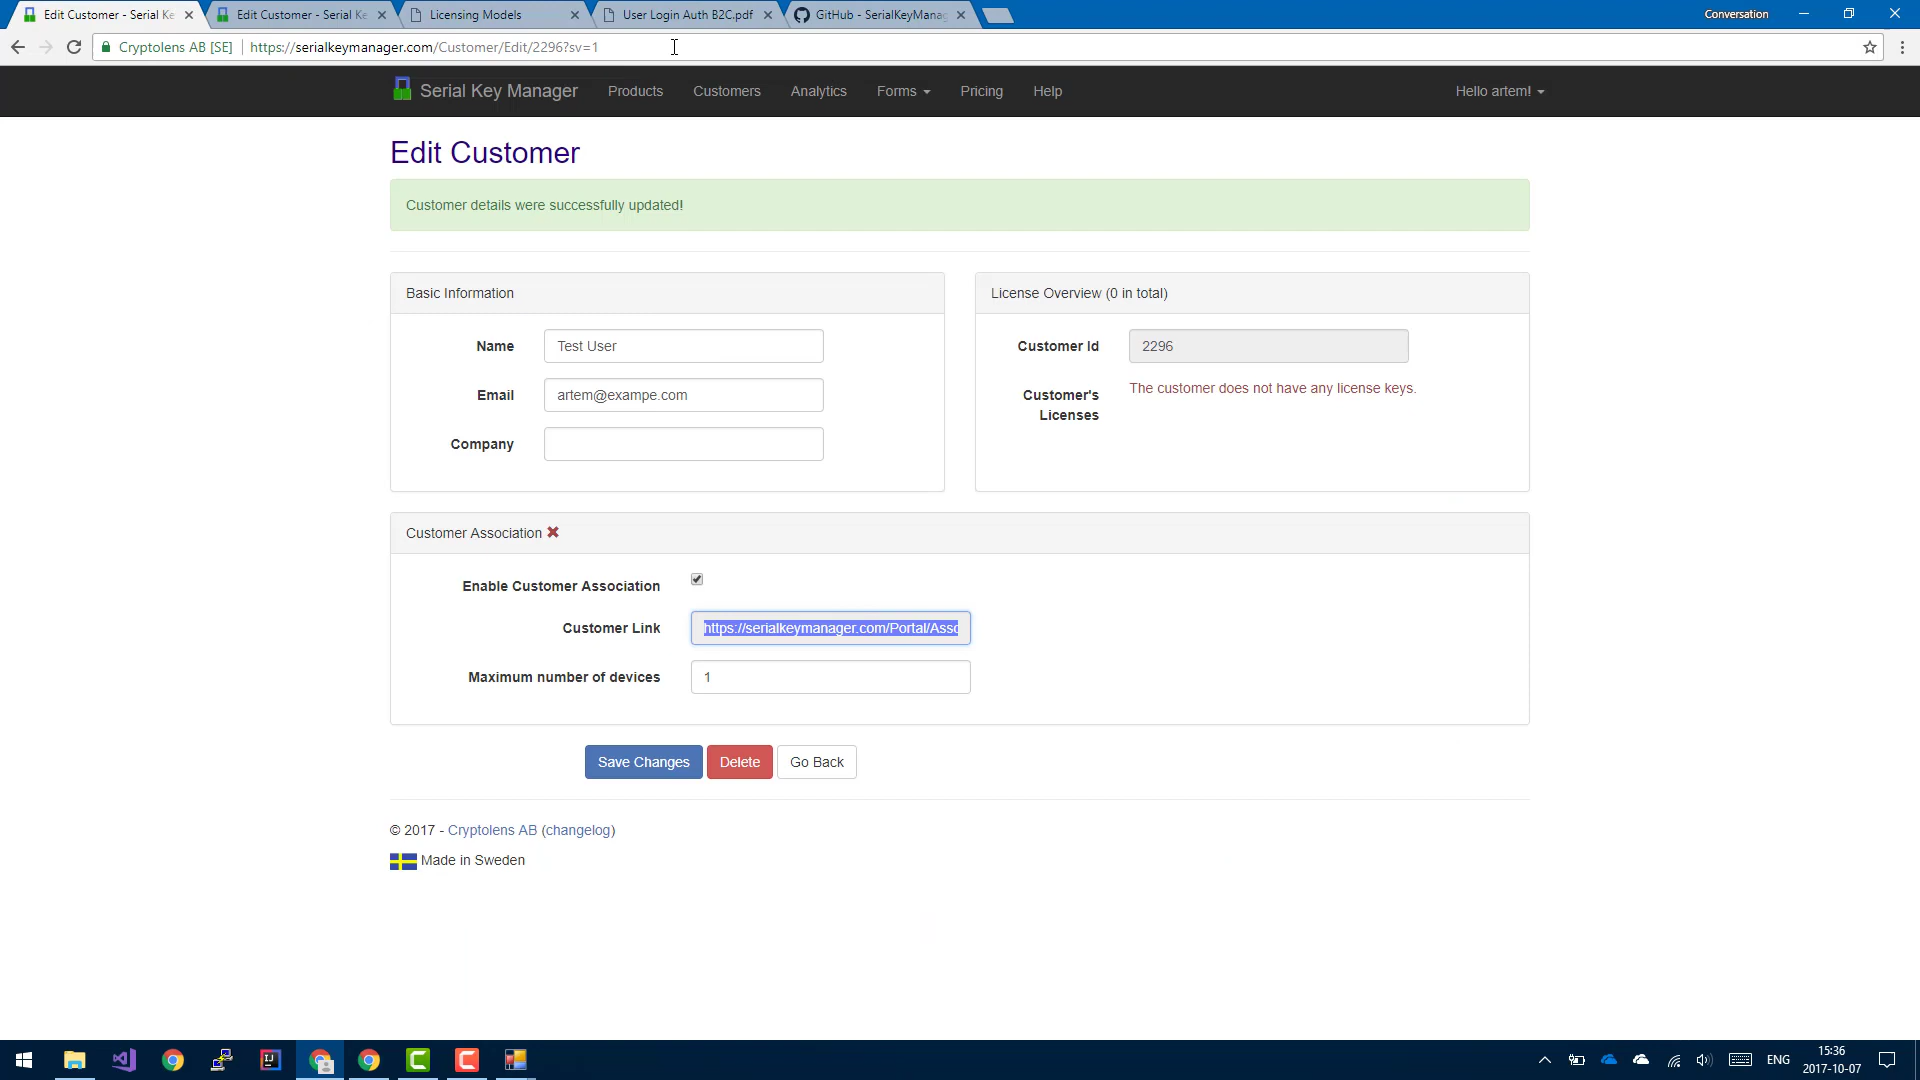 Edit Customer - Serial Ke
Edit Customer - Serial Ke
Licensing Models
User Login Auth B2C.pdf
GitHub - SerialKeyManag
Conversation
Cryptolens AB [SE]
https://serialkeymanager.com/Customer/Edit/2296?sv=1
Serial Key Manager
Products
Customers
Analytics
Forms
Pricing
Help
Hello artem!
Edit Customer
Customer details were successfully updated!
Basic Information
Name
Test User
Email
artem@exampe.com
Company
License Overview (0 in total)
Customer Id
2296
Customer's
Licenses
The customer does not have any license keys.
Customer Association
Enable Customer Association
Customer Link
https://serialkeymanager.com/Portal/Asso
Maximum number of devices
1
Save Changes
Delete
Go Back
© 2017 - Cryptolens AB (changelog)
Made in Sweden
ENG
15:36
2017-10-07